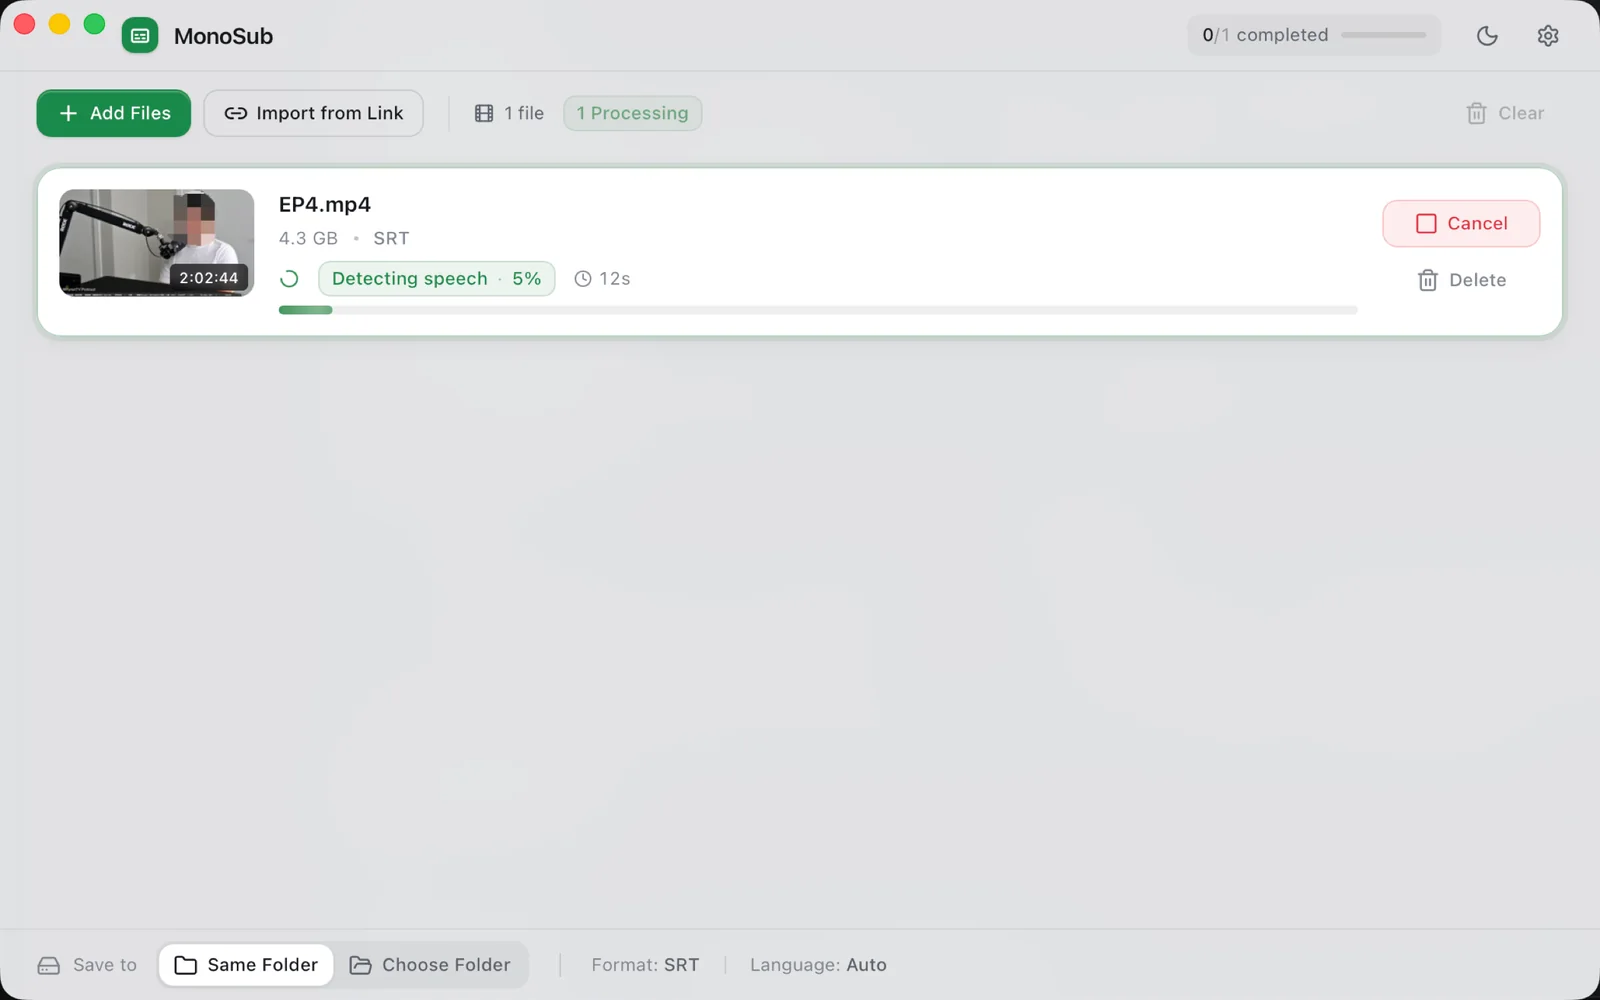 MonoSub
0/1 completed
Add Files
Import from Link
1 file
1 Processing
Clear
2:02:44
EP4.mp4
4.3 GB • SRT
Detecting speech · 5%
12s
Cancel
Delete
Save to
Same Folder
Choose Folder
Format: SRT
Language: Auto